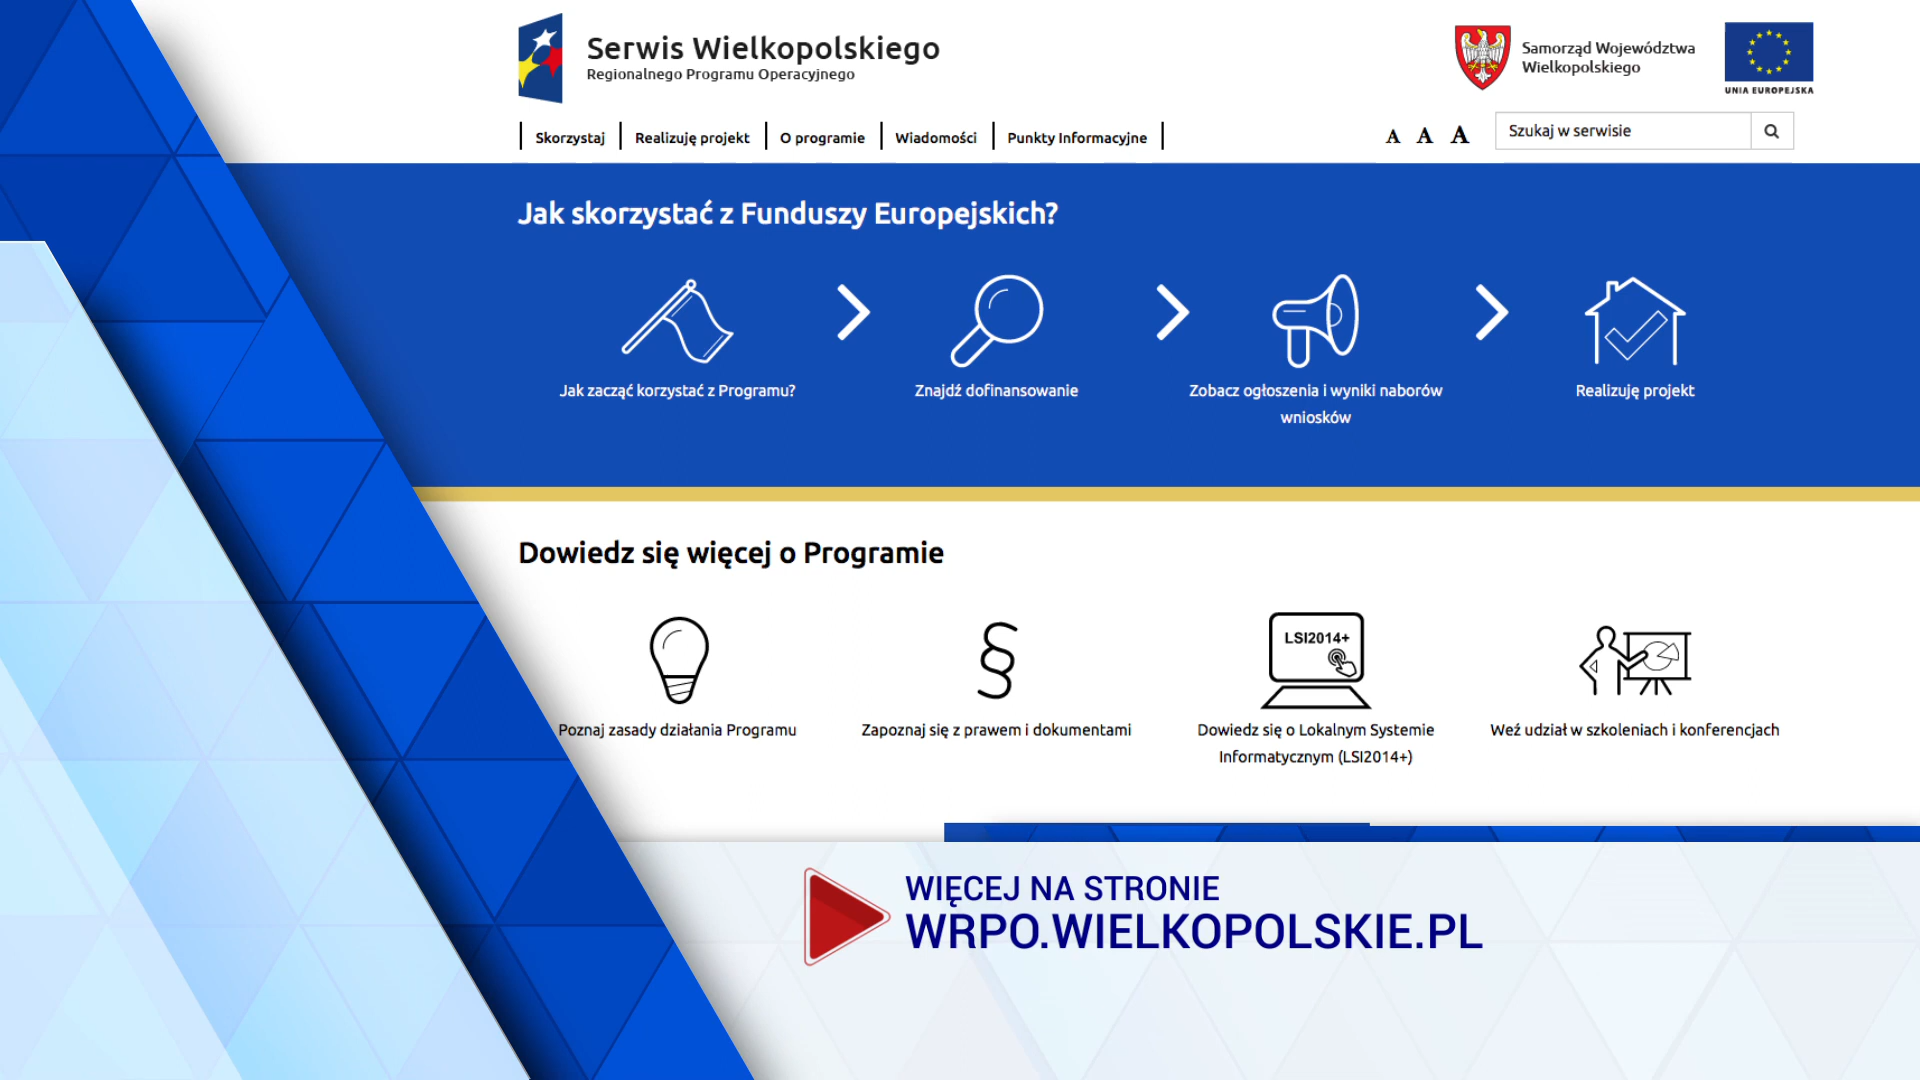 Serwis Wielkopolskiego
Regionalnego Programu Operacyjnego
Samorząd Województwa
Wielkopolskiego
UNIA EUROPEJSKA
Skorzystaj
Realizuję projekt
O programie
Wiadomości
Punkty Informacyjne
A A A
Szukaj w serwisie
Jak skorzystać z Funduszy Europejskich?
Jak zacząć korzystać z Programu?
Znajdź dofinansowanie
Zobacz ogłoszenia i wyniki naborów
wniosków
Realizuję projekt
Dowiedz się więcej o Programie
Poznaj zasady działania Programu
§
Zapoznaj się z prawem i dokumentami
LSI2014+
Dowiedz się o Lokalnym Systemie
Informatycznym (LSI2014+)
Weź udział w szkoleniach i konferencjach
WIĘCEJ NA STRONIE
WRPO.WIELKOPOLSKIE.PL